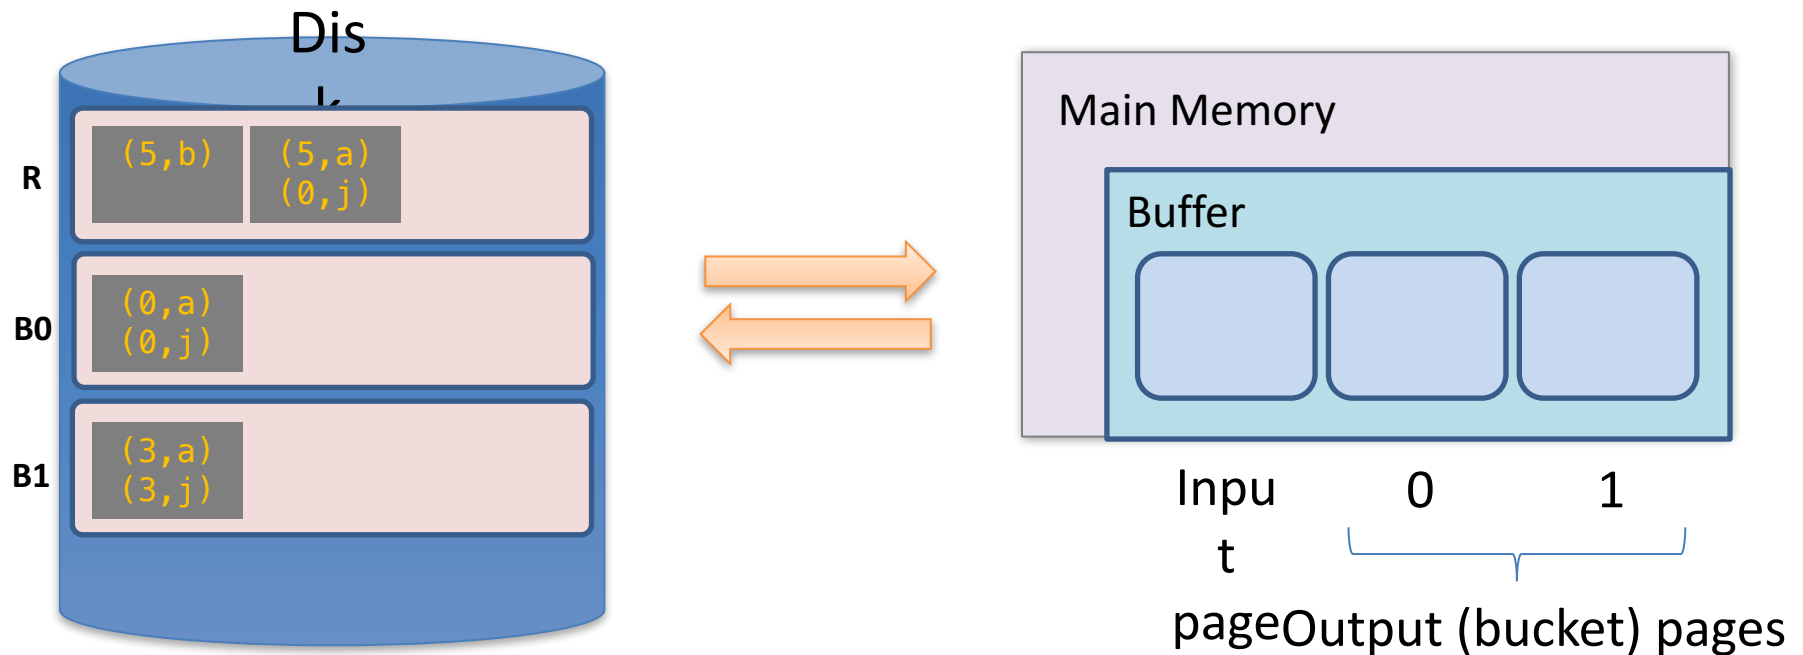 Dis
k
R
(5,b)
(5,a)
(0,j)
B0
(0,a)
(0,j)
B1
(3,a)
(3,j)
Main Memory
Buffer
Inpu
t
page
0
1
Output (bucket) pages